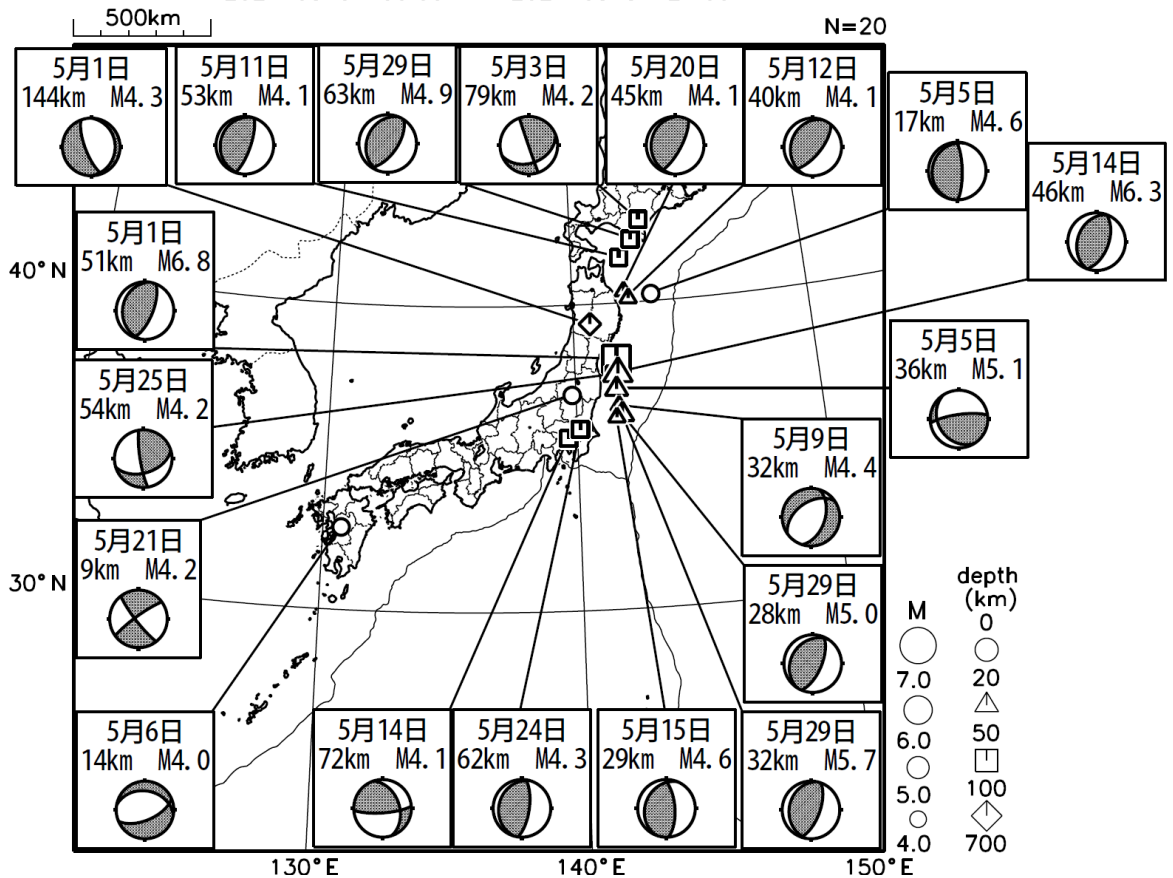 500km
N=20
5月1日
144km M4.3
5月11日
53km M4.1
5月29日
63km M4.9
5月3日
79km M4.2
5月20日
45km M4.1
5月12日
40km M4.1
5月5日
17km M4.6
5月14日
46km M6.3
5月1日
51km M6.8
40°N
5月25日
54km M4.2
5月5日
36km M5.1
5月9日
32km M4.4
5月21日
9km M4.2
30°N
5月29日
28km M5.0
5月6日
14km M4.0
5月14日
72km M4.1
5月24日
62km M4.3
5月15日
29km M4.6
5月29日
32km M5.7
M
7.0
6.0
5.0
4.0
depth
(km)
0
20
50
100
700
130°E
140°E
150°E